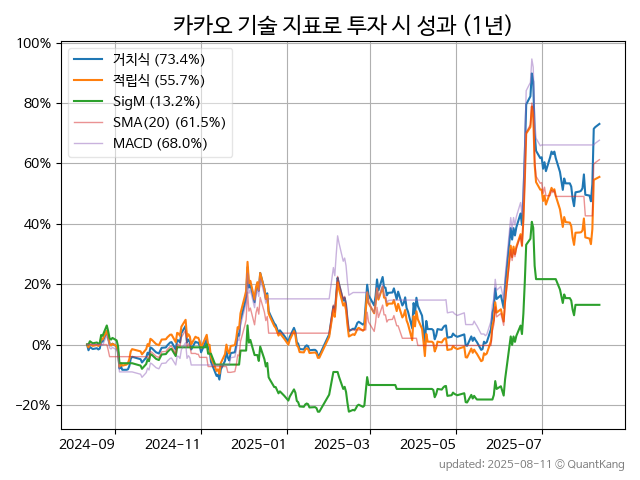 카카오 기술 지표로 투자 시 성과 (1년)
100%
80%
60%
40%
20%
0%
−20%
거치식 (73.4%)
적립식 (55.7%)
SigM (13.2%)
SMA(20) (61.5%)
MACD (68.0%)
2024−09 2024−11 2025−01 2025−03 2025−05 2025−07
updated: 2025-08-11 © QuantKang